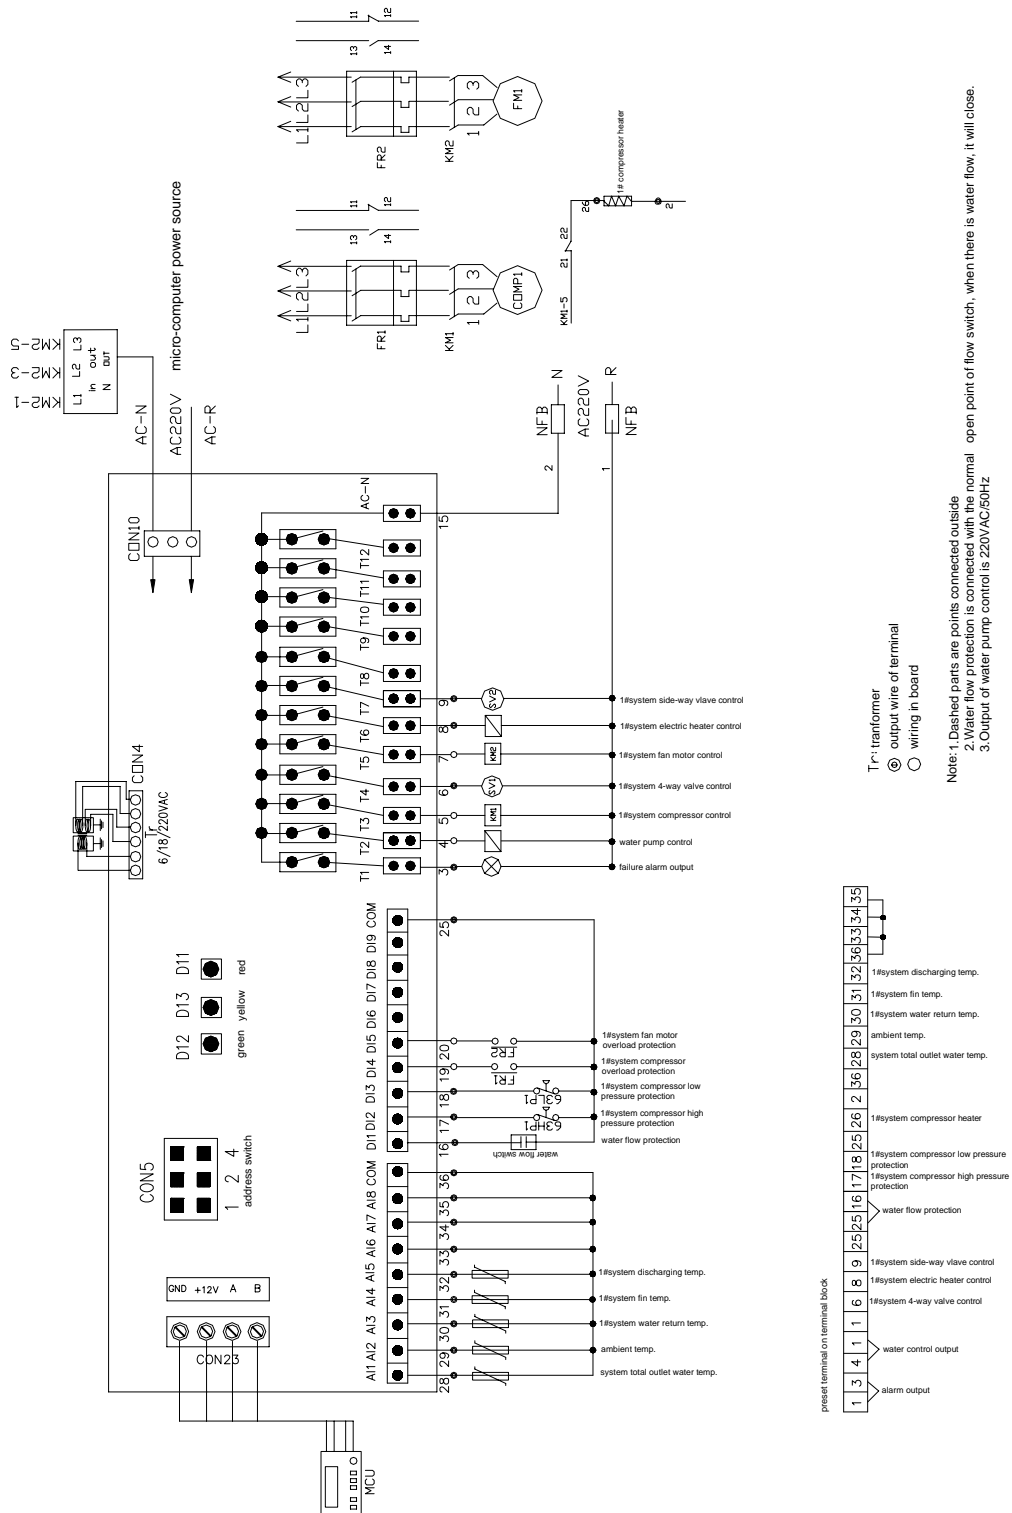 11
12
13
14
L1 L2 L3
FR2
KM2
1 2 3
FM1
11
12
13
14
L1 L2 L3
FR1
KM1
1 2 3
COMP1
KM1-5
21
22
26
1# compressor heater
2
KM2-1 KM2-3 KM2-5
L1 L2 L3
in out
N OUT
AC-N
AC220V
AC-R
micro-computer power source
CON10
NFB
N
AC220V
NFB
R
2
1
AC-N
15
T12
T11
T10
T9
T8
T7
T6
T5
T4
T3
T2
T1
9
SV2
1#system side-way vlave control
8
1#system electric heater control
7
KM2
1#system fan motor control
6
SV1
1#system 4-way valve control
5
KM1
1#system compressor control
4
water pump control
3
failure alarm output
CON4
Tr
6/18/220VAC
D12 D13 D11
green yellow red
CON5
1 2 4
address switch
GND +12V A B
CON23
MCU
DI1 DI2 DI3 DI4 DI5 DI6 DI7 DI8 DI9 COM
25
20
FR2
1#system fan motor
overload protection
19
FR1
1#system compressor
overload protection
18
63LP1
1#system compressor low
pressure protection
17
63HP1
1#system compressor high
pressure protection
16
water flow switch
water flow protection
AI1 AI2 AI3 AI4 AI5 AI6 AI7 AI8 COM
36
35
34
33
32
1#system discharging temp.
31
1#system fin temp.
30
1#system water return temp.
29
ambient temp.
28
system total outlet water temp.
Tr: tranformer
output wire of terminal
wiring in board
Note: 1.Dashed parts are points connected outside
2.Water flow protection is connected with the normal open point of flow switch, when there is water flow, it will close.
3.Output of water pump control is 220VAC/50Hz
preset terminal on terminal block
1 3 4 1 1 6 8 9 25 25 16 17 18 25 26 2 36 28 29 30 31 32 36 33 34 35
1#system discharging temp.
1#system fin temp.
1#system water return temp.
ambient temp.
system total outlet water temp.
1#system compressor heater
1#system compressor low pressure
protection
1#system compressor high pressure
protection
water flow protection
1#system side-way vlave control
1#system electric heater control
1#system 4-way valve control
water control output
alarm output